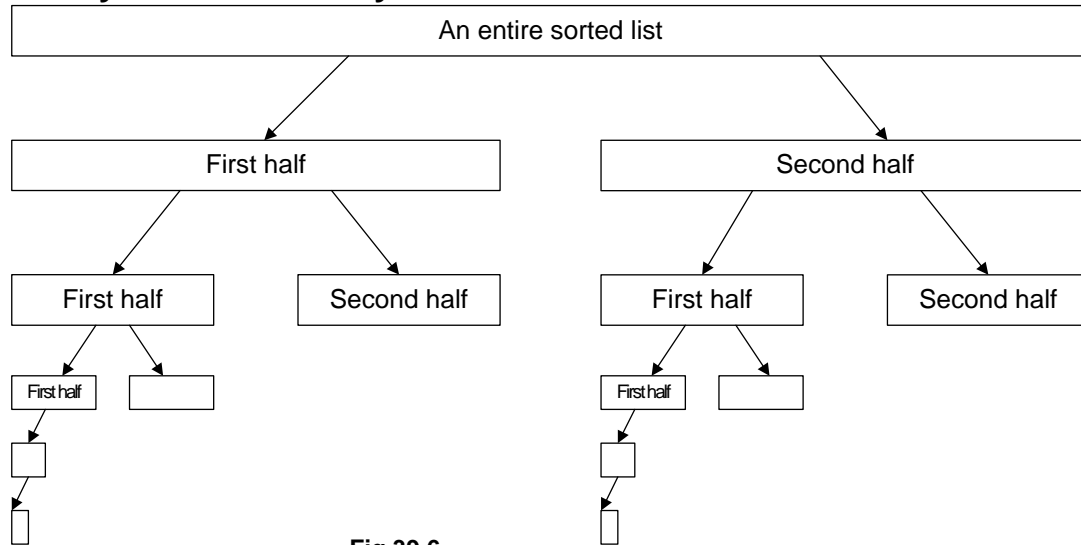 An entire sorted list
First half Second half
First half Second half First half Second half
First half First half